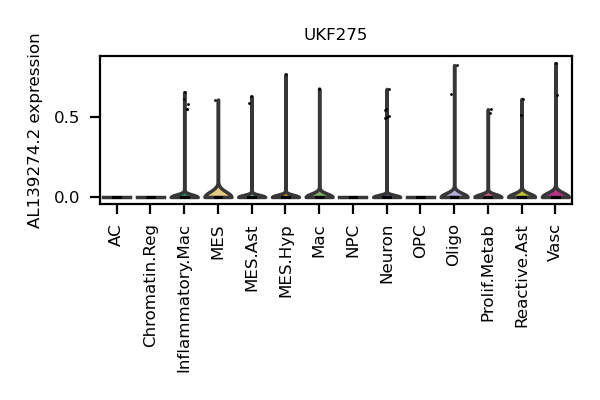 UKF275
AL139274.2 expression
0.5
0.0
AC
Chromatin.Reg
Inflammatory.Mac
MES
MES.Ast
MES.Hyp
Mac
NPC
Neuron
OPC
Oligo
Prolif.Metab
Reactive.Ast
Vasc